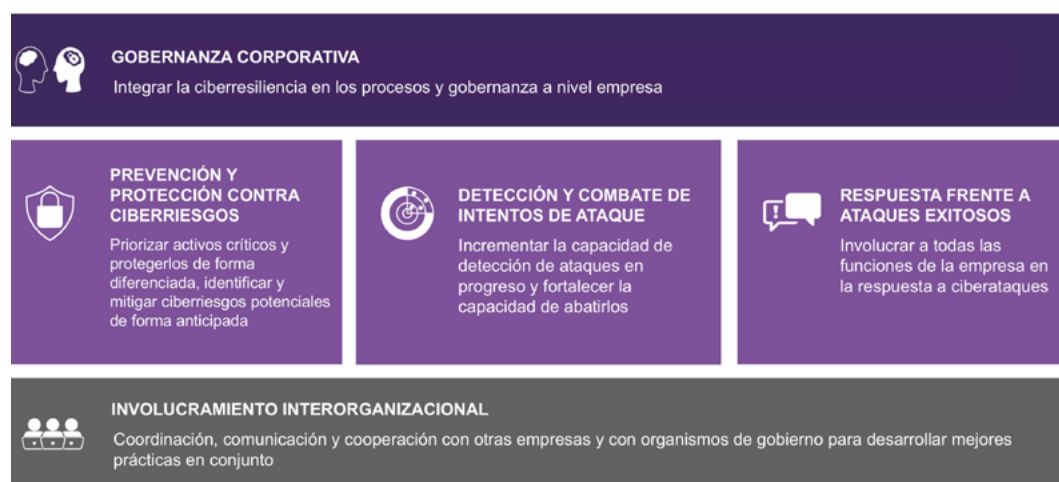 GOBERNANZA CORPORATIVA
Integrar la ciberresiliencia en los procesos y gobernanza a nivel empresa
PREVENCIÓN Y
PROTECCIÓN CONTRA
CIBERRIESGOS
Priorizar activos críticos y
protegerlos de forma
diferenciada, identificar y
mitigar ciberriesgos potenciales
de forma anticipada
DETECCIÓN Y COMBATE DE
INTENTOS DE ATAQUE
Incrementar la capacidad de
detección de ataques en
progreso y fortalecer la
capacidad de abatirlos
RESPUESTA FRENTE A
ATAQUES EXITOSOS
Involucrar a todas las
funciones de la empresa en
la respuesta a ciberataques
INVOLUCRAMIENTO INTERORGANIZACIONAL
Coordinación, comunicación y cooperación con otras empresas y con organismos de gobierno para desarrollar mejores
prácticas en conjunto